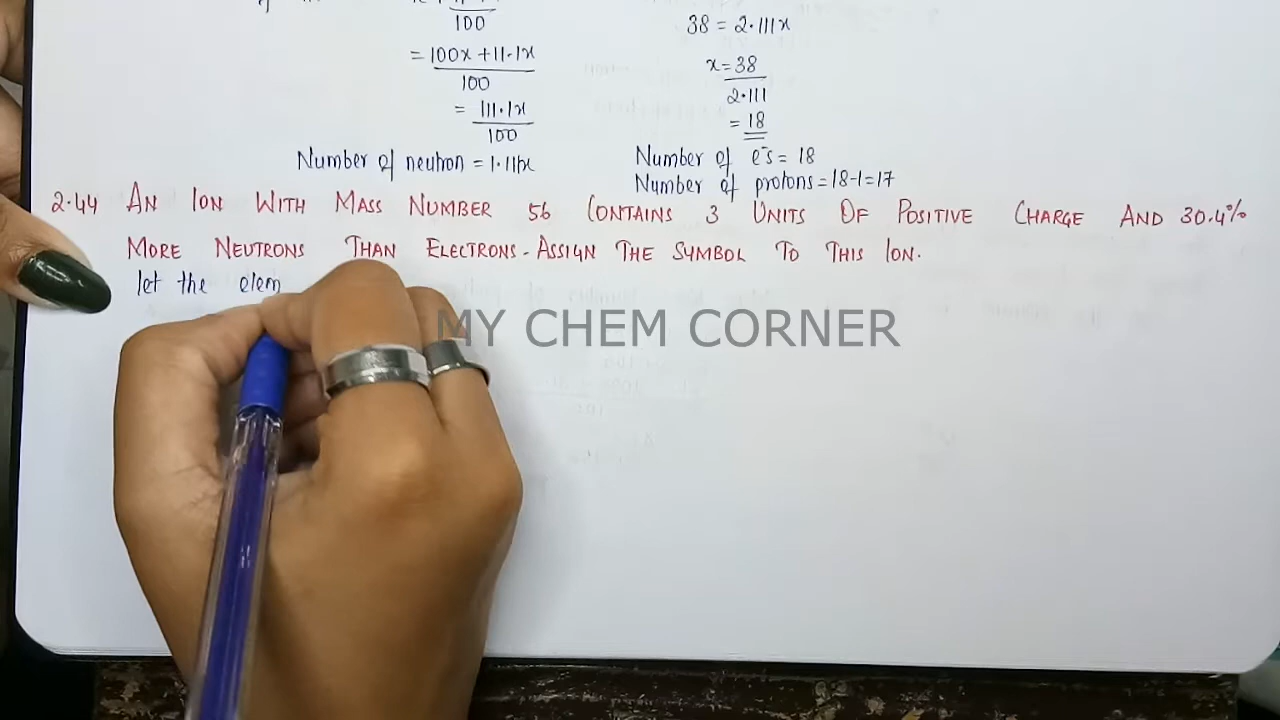 100
38 = 2.111x
= 100x + 11.1x
100
x = 38
2.111
= 111.1x
100
= 18
Number of neutron = 1.111x
Number of e⁻s = 18
Number of protons = 18-1 = 17
2.44 AN ION WITH MASS NUMBER 56 CONTAINS 3 UNITS OF POSITIVE CHARGE AND 30.4%
MORE NEUTRONS THAN ELECTRONS. ASSIGN THE SYMBOL TO THIS ION.
let the elem
MY CHEM CORNER